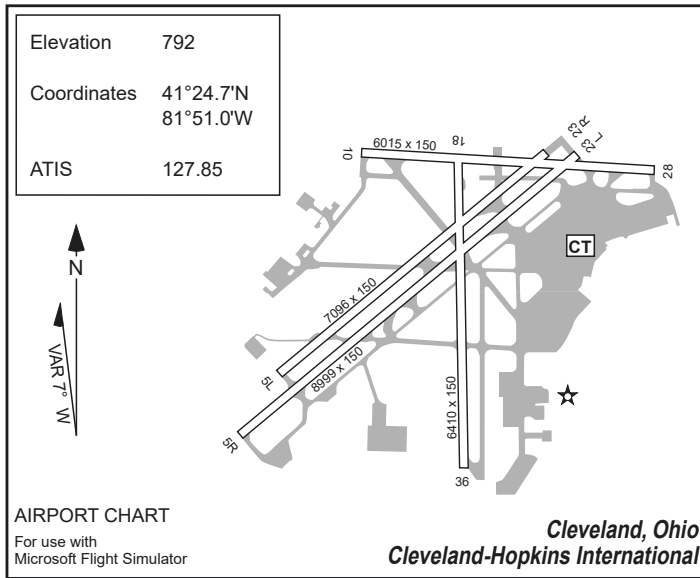 Elevation 792
Coordinates 41°24.7'N
81°51.0'W
ATIS 127.85
N
VAR 7° W
10
6015 x 150
18
23 R
23 L
28
CT
7096 x 150
8999 x 150
6410 x 150
5L
5R
36
AIRPORT CHART
For use with
Microsoft Flight Simulator
Cleveland, Ohio
Cleveland-Hopkins International